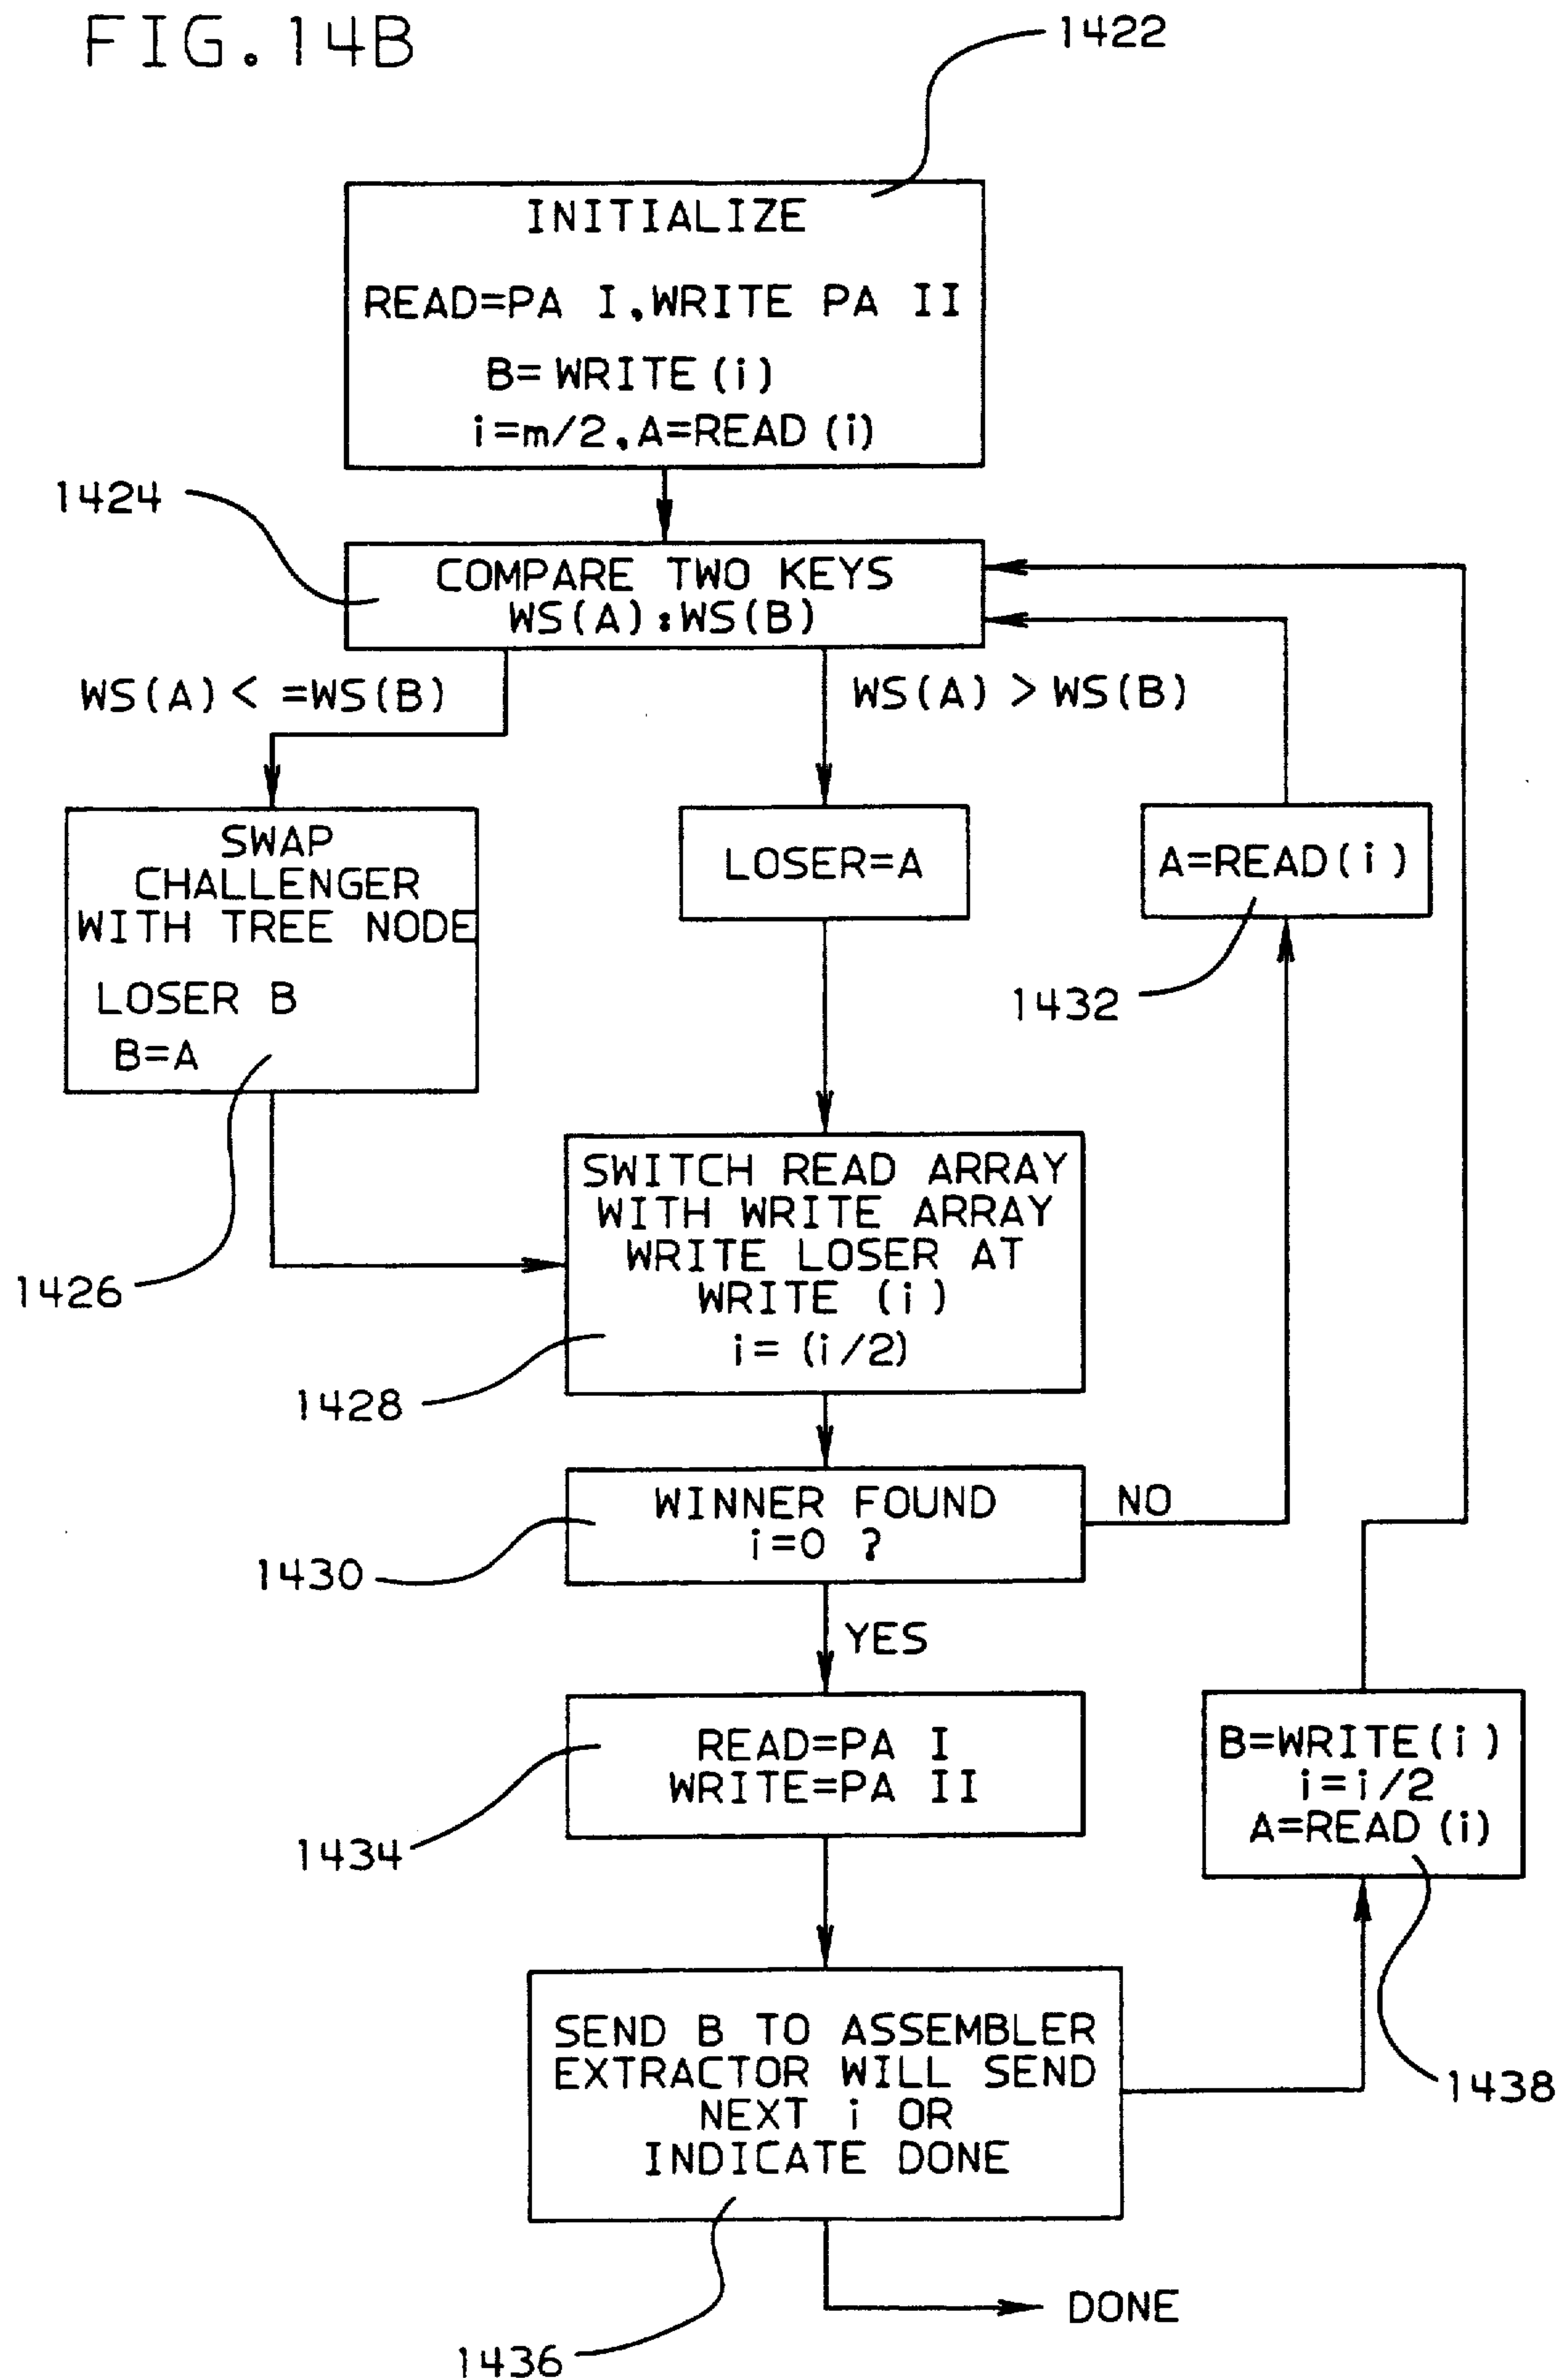 FIG.14B
1422
INITIALIZE
READ=PA I,WRITE PA II
B=WRITE(i)
i=m/2,A=READ(i)
1424
COMPARE TWO KEYS
WS(A):WS(B)
WS(A)< =WS(B)
WS(A) > WS(B)
SWAP
CHALLENGER
WITH TREE NODE
LOSER B
B=A
LOSER=A
A=READ(i)
1432
1426
SWITCH READ ARRAY
WITH WRITE ARRAY
WRITE LOSER AT
WRITE (i)
i= (i/2)
1428
WINNER FOUND
i=0 ?
NO
1430
YES
READ=PA I
WRITE=PA II
1434
B=WRITE(i)
i=i/2
A=READ(i)
1438
SEND B TO ASSEMBLER
EXTRACTOR WILL SEND
NEXT i OR
INDICATE DONE
1436
DONE